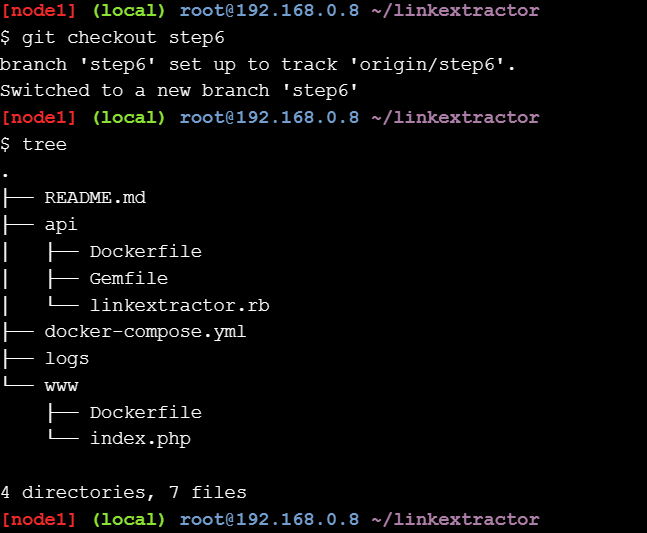 [node1] (local) root@192.168.0.8 ~/linkextractor
$ git checkout step6
branch 'step6' set up to track 'origin/step6'.
Switched to a new branch 'step6'
[node1] (local) root@192.168.0.8 ~/linkextractor
$ tree
.
├── README.md
├── api
│   ├── Dockerfile
│   ├── Gemfile
│   └── linkextractor.rb
├── docker-compose.yml
├── logs
└── www
    ├── Dockerfile
    └── index.php

4 directories, 7 files
[node1] (local) root@192.168.0.8 ~/linkextractor